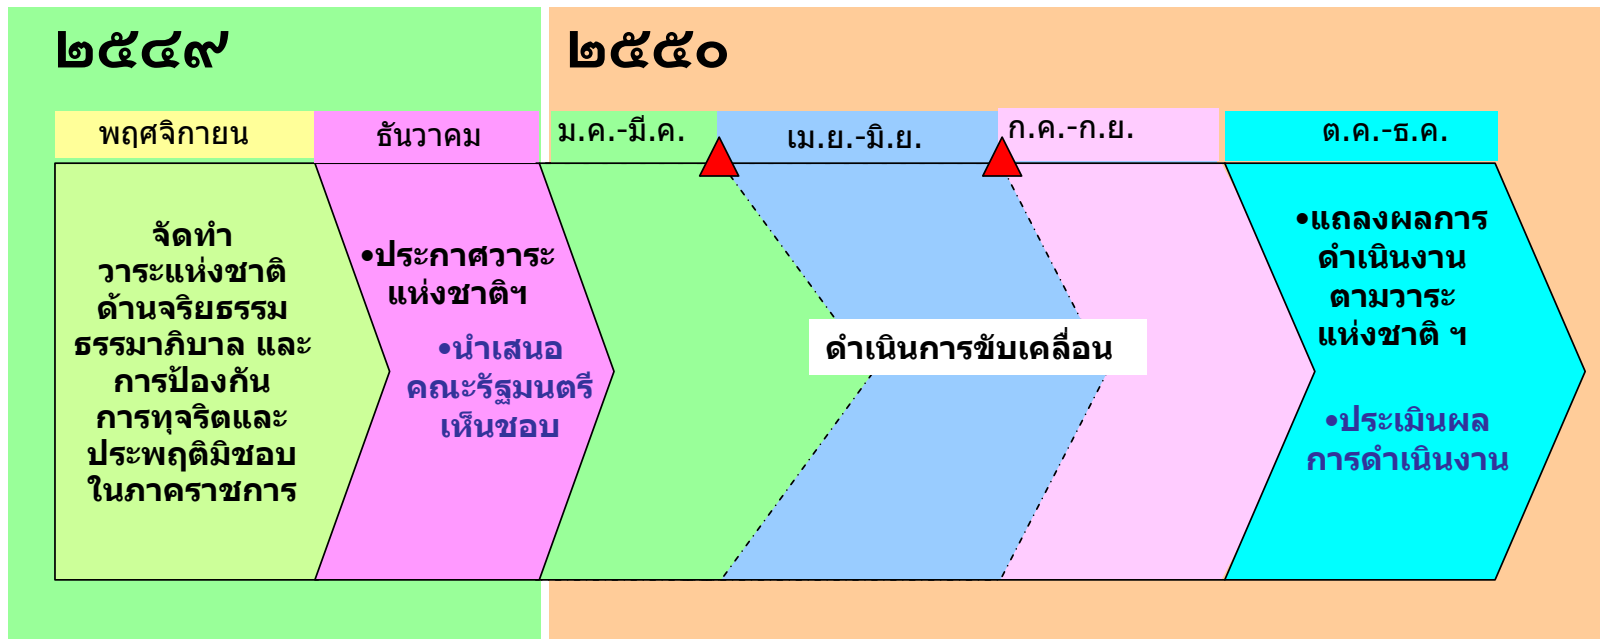 ๒๕๔๙
๒๕๕๐
พฤศจิกายน
ธันวาคม
ม.ค.-มี.ค.
เม.ย.-มิ.ย.
ก.ค.-ก.ย.
ต.ค.-ธ.ค.
จัดทำ
วาระแห่งชาติ
ด้านจริยธรรม
ธรรมาภิบาล และ
การป้องกัน
การทุจริตและ
ประพฤติมิชอบ
ในภาคราชการ
•ประกาศวาระ
แห่งชาติฯ
•นำเสนอ
คณะรัฐมนตรี
เห็นชอบ
ดำเนินการขับเคลื่อน
•แถลงผลการ
ดำเนินงาน
ตามวาระ
แห่งชาติ ฯ
•ประเมินผล
การดำเนินงาน